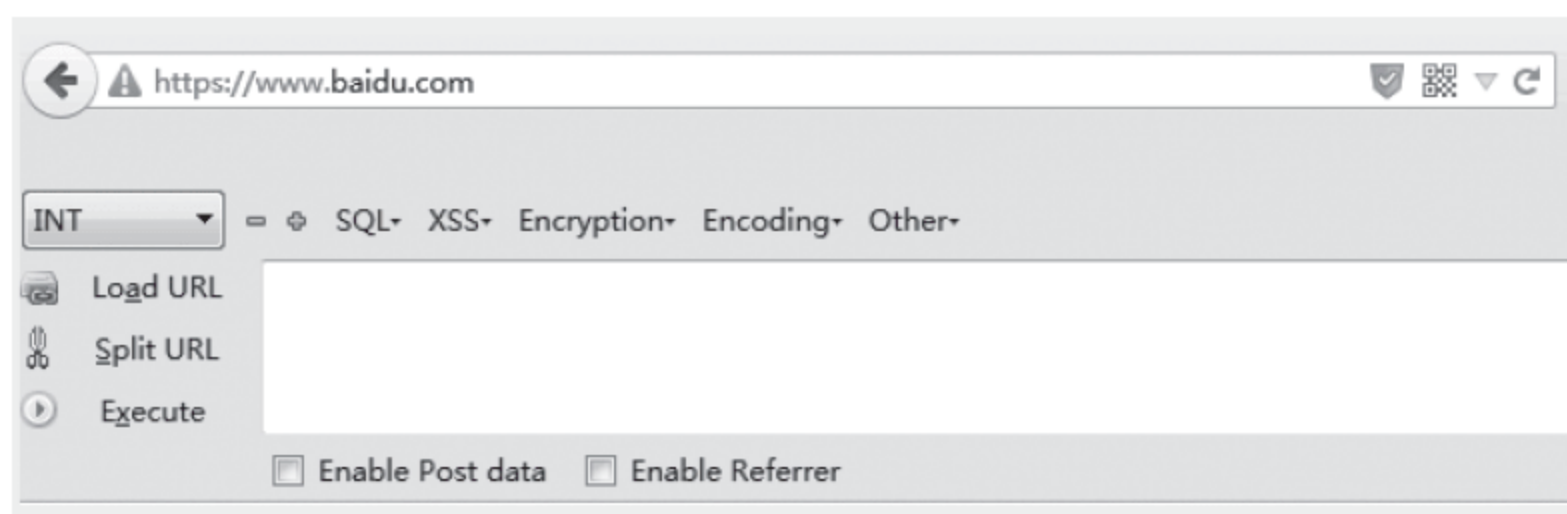 https://www.baidu.com
INT SQL XSS Encryption Encoding Other
Load URL
Split URL
Execute
Enable Post data Enable Referrer